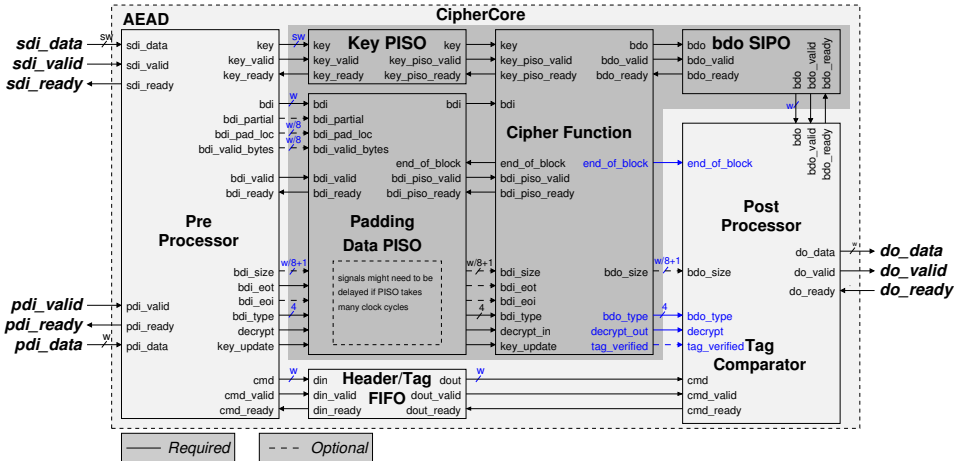 AEAD
CipherCore
sdi_data
sdi_valid
sdi_ready
pdi_valid
pdi_ready
pdi_data
sw
w
sdi_data
sdi_valid
sdi_ready
pdi_valid
pdi_ready
pdi_data
Pre
Processor
key
key_valid
key_ready
bdi
bdi_partial
bdi_pad_loc
bdi_valid_bytes
bdi_valid
bdi_ready
bdi_size
bdi_eot
bdi_eoi
bdi_type
decrypt
key_update
cmd
cmd_valid
cmd_ready
sw
w
w/8
w/8
w/8+1
4
w
Key PISO
key
key_valid
key_ready
key
key_piso_valid
key_piso_ready
bdi
bdi_partial
bdi_pad_loc
bdi_valid_bytes
bdi_valid
bdi_ready
bdi
end_of_block
bdi_piso_valid
bdi_piso_ready
Padding
Data PISO
signals might need to be
delayed if PISO takes
many clock cycles
w/8+1
4
Header/Tag
FIFO
din
din_valid
din_ready
dout
dout_valid
dout_ready
w
key
key_piso_valid
key_piso_ready
bdi
Cipher Function
end_of_block
bdi_piso_valid
bdi_piso_ready
bdi_size
bdi_eot
bdi_eoi
bdi_type
decrypt_in
key_update
bdo
bdo_valid
bdo_ready
end_of_block
bdo_size
bdo_type
decrypt_out
tag_verified
w/8+1
4
bdo SIPO
bdo
bdo_valid
bdo_ready
bdo
bdo_valid
bdo_ready
w
bdo
bdo_valid
bdo_ready
end_of_block
Post
Processor
bdo_size
bdo_type
decrypt
tag_verified
Tag
Comparator
cmd
cmd_valid
cmd_ready
do_data
do_valid
do_ready
w
do_data
do_valid
do_ready
Required
Optional